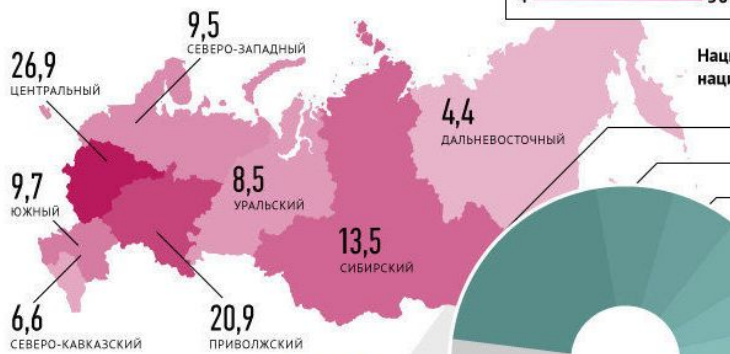 9,5
СЕВЕРО-ЗАПАДНЫЙ
26,9
ЦЕНТРАЛЬНЫЙ
4,4
ДАЛЬНЕВОСТОЧНЫЙ
9,7
ЮЖНЫЙ
8,5
УРАЛЬСКИЙ
13,5
СИБИРСКИЙ
6,6
СЕВЕРО-КАВКАЗСКИЙ
20,9
ПРИВОЛЖСКИЙ